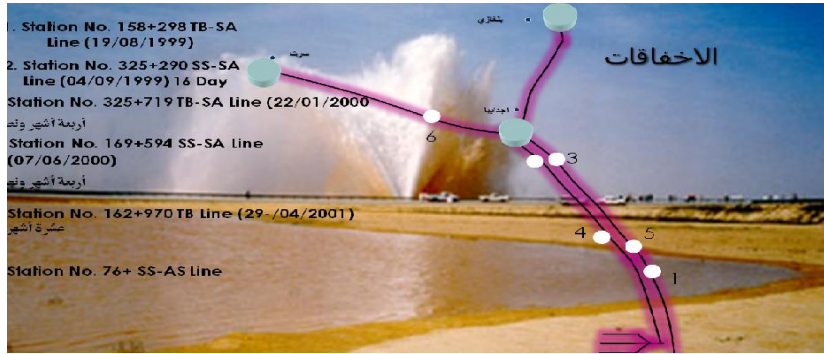 1. Station No. 158+298 TB-SA
Line (19/08/1999)
2. Station No. 325+290 SS-SA
Line (04/09/1999) 16 Day
Station No. 325+719 TB-SA Line (22/01/2000
أربعة أشهر ونص
Station No. 169+594 SS-SA Line
(07/06/2000)
أربعة أشهر ونص
Station No. 162+970 TB Line (29-/04/2001)
عشرة أشهر
Station No. 76+ SS-AS Line
الاخفاقات
بنغازي
سرت
اجدابيا
6
3
4
5
1